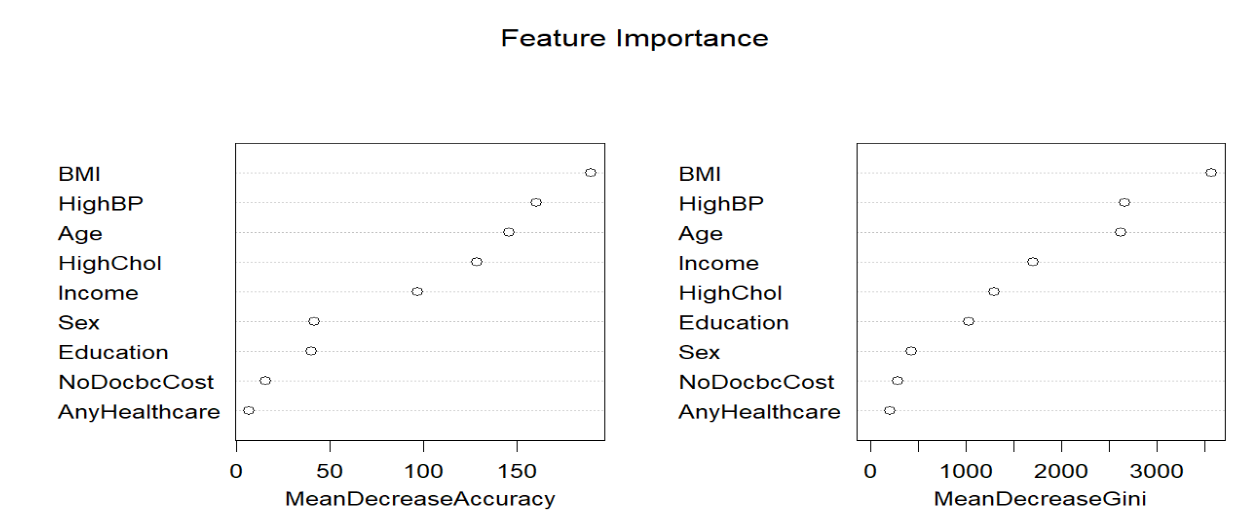 Feature Importance
BMI
HighBP
Age
HighChol
Income
Sex
Education
NoDocbcCost
AnyHealthcare
0 50 100 150
MeanDecreaseAccuracy
BMI
HighBP
Age
Income
HighChol
Education
Sex
NoDocbcCost
AnyHealthcare
0 1000 2000 3000
MeanDecreaseGini